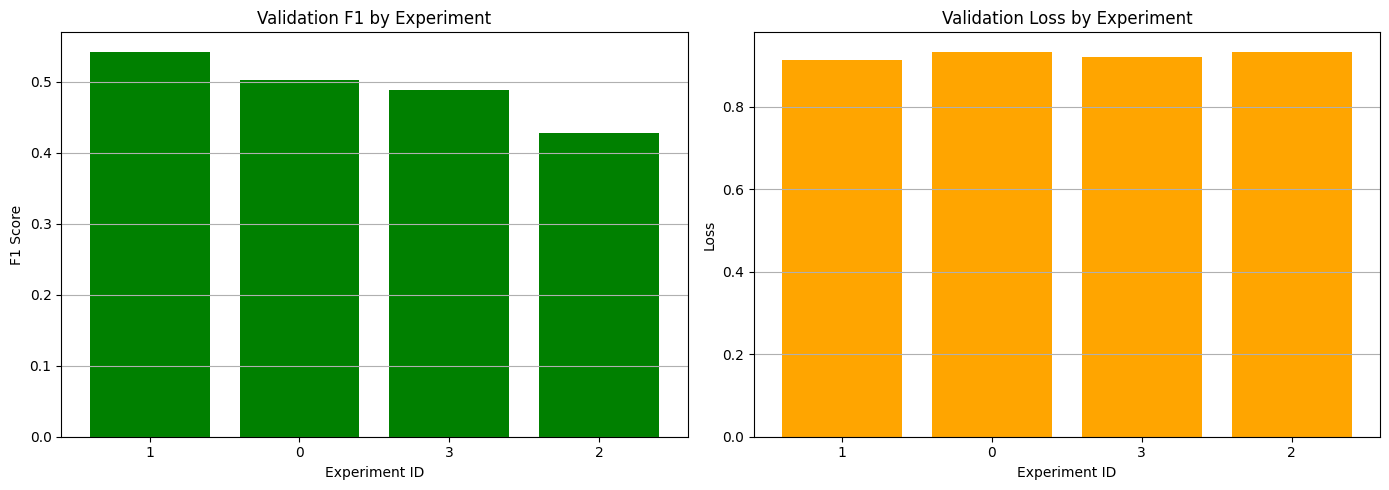 Validation F1 by Experiment
F1 Score
0.5
0.4
0.3
0.2
0.1
0.0
1 0 3 2
Experiment ID
Validation Loss by Experiment
Loss
0.8
0.6
0.4
0.2
0.0
1 0 3 2
Experiment ID